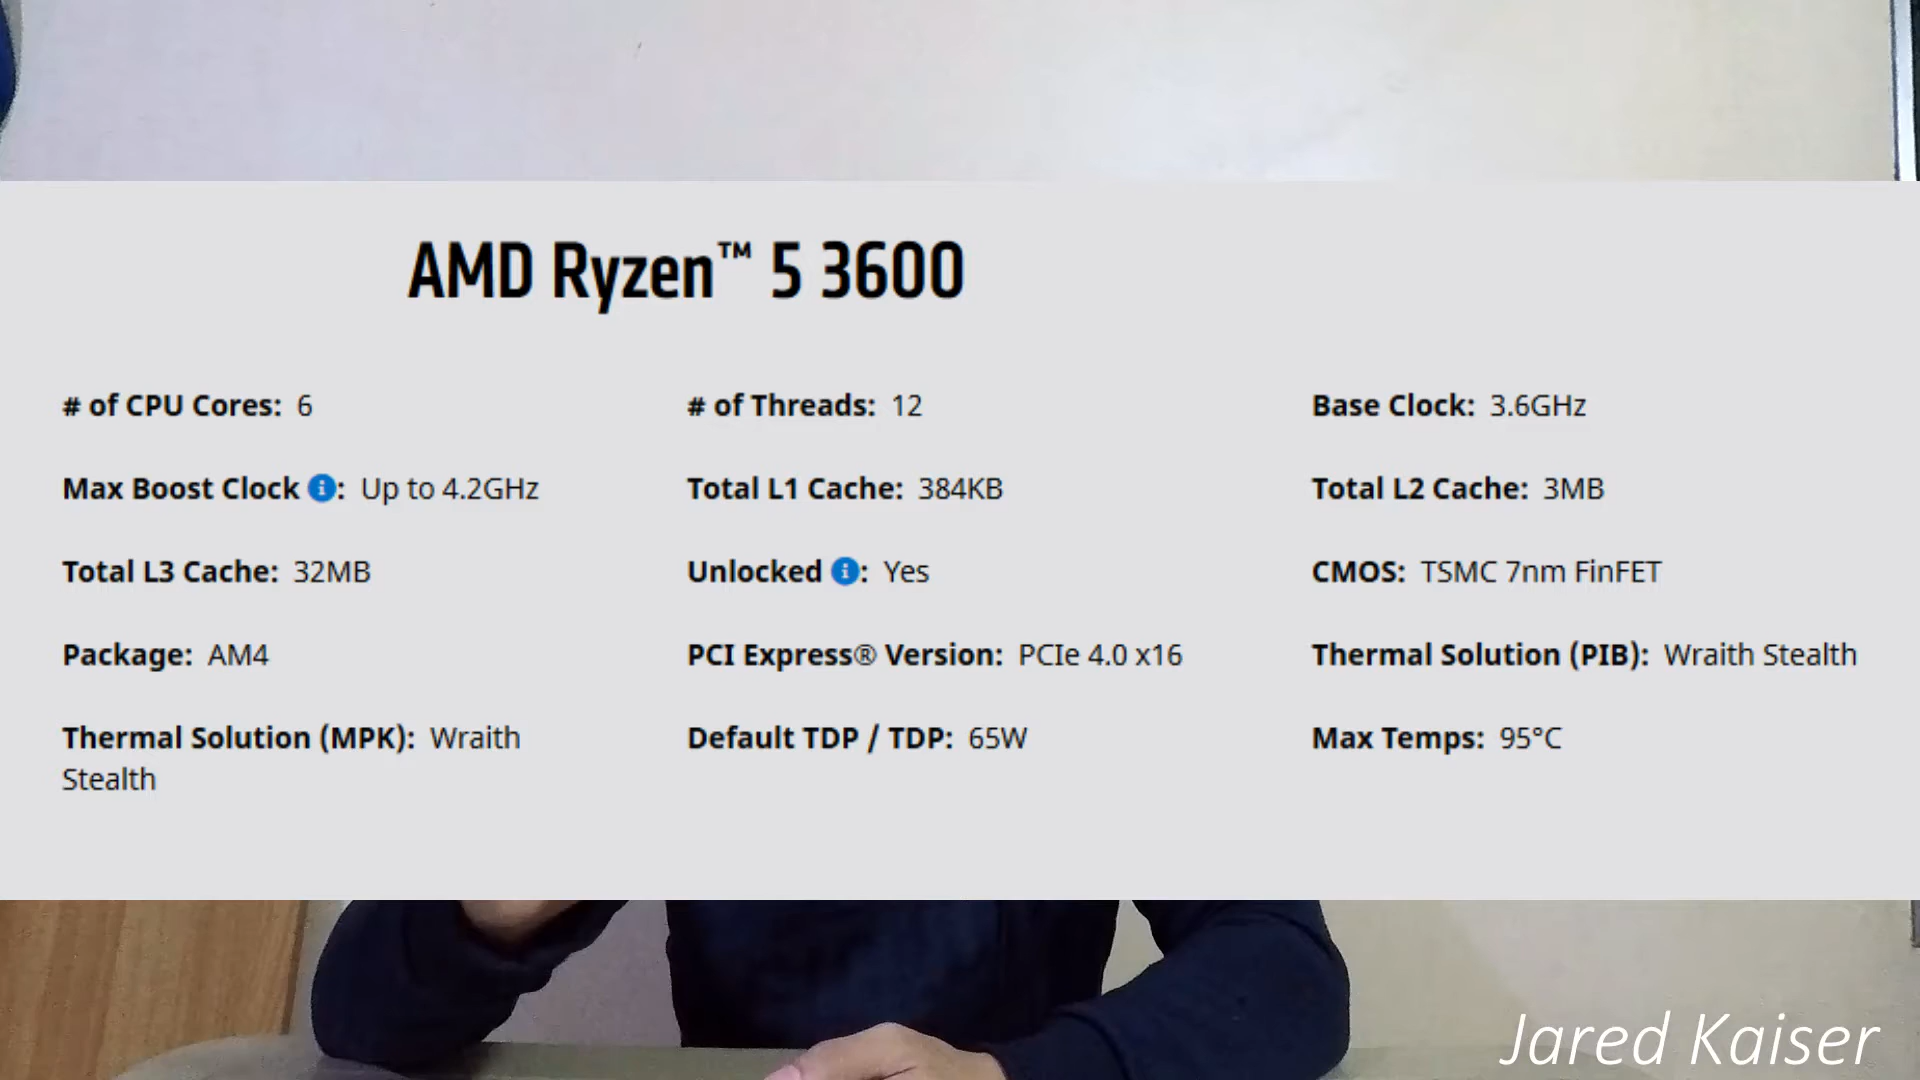 AMD Ryzen™ 5 3600
# of CPU Cores: 6
# of Threads: 12
Base Clock: 3.6GHz
Max Boost Clock : Up to 4.2GHz
Total L1 Cache: 384KB
Total L2 Cache: 3MB
Total L3 Cache: 32MB
Unlocked : Yes
CMOS: TSMC 7nm FinFET
Package: AM4
PCI Express® Version: PCIe 4.0 x16
Thermal Solution (PIB): Wraith Stealth
Thermal Solution (MPK): Wraith
Stealth
Default TDP / TDP: 65W
Max Temps: 95°C
Jared Kaiser